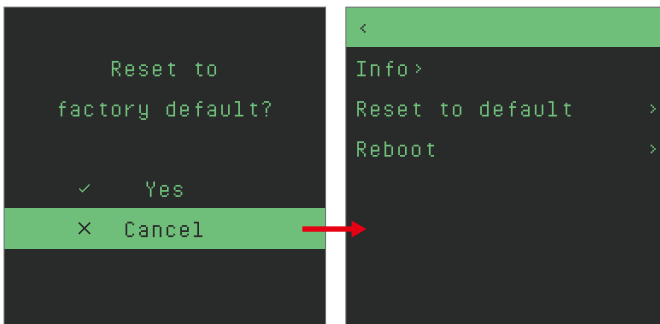 Reset to
factory default?
✓ Yes
× Cancel
<
Info>
Reset to default >
Reboot >